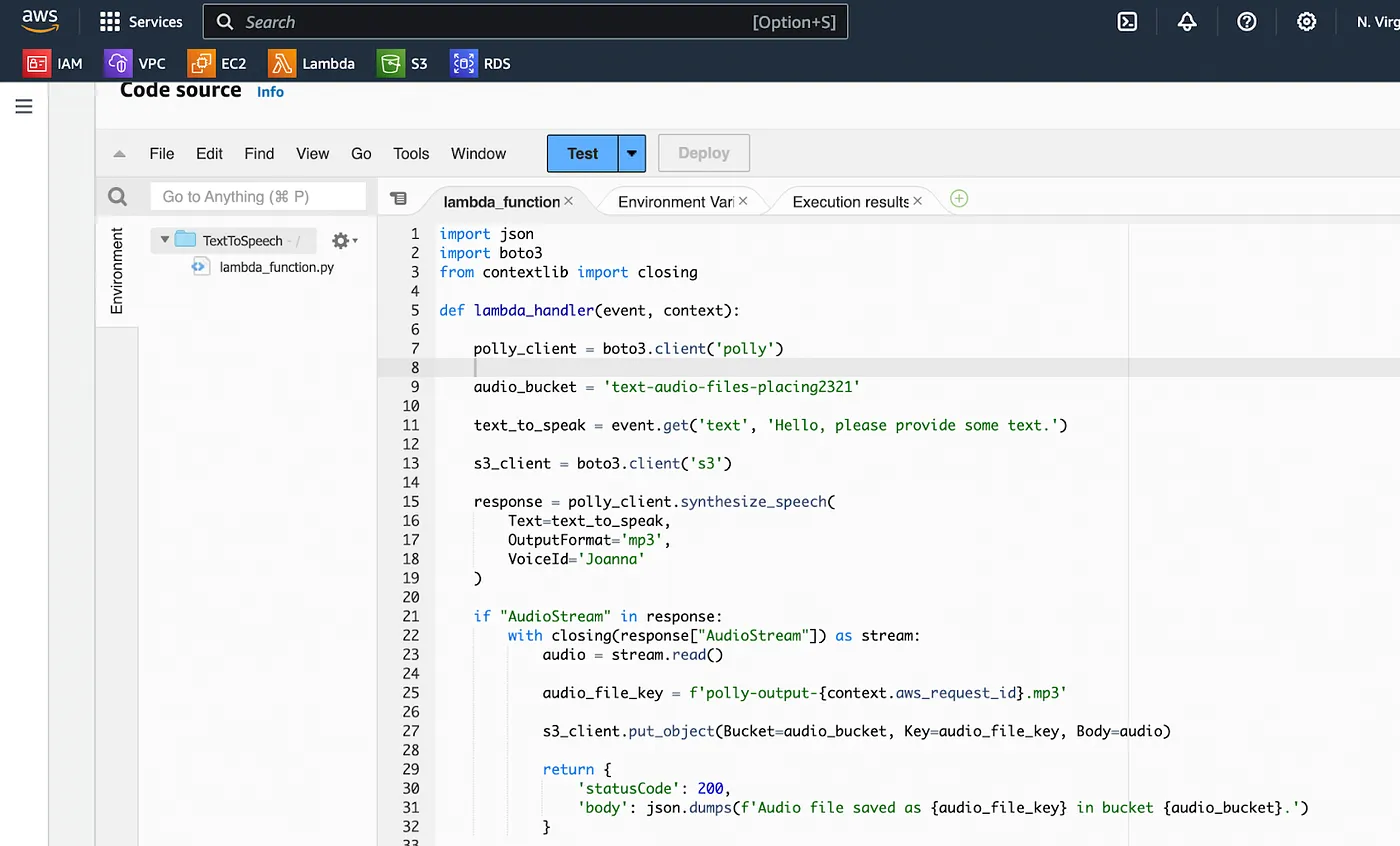 aws
Services
Search
[Option+S]
N. Virg
IAM
VPC
EC2
Lambda
S3
RDS
Code source
Info
File
Edit
Find
View
Go
Tools
Window
Test
Deploy
Go to Anything (⌘ P)
lambda_function
Environment Vari
Execution results
Environment
TextToSpeech - /
lambda_function.py
1 import json
2 import boto3
3 from contextlib import closing
4
5 def lambda_handler(event, context):
6
7     polly_client = boto3.client('polly')
8
9     audio_bucket = 'text-audio-files-placing2321'
10
11     text_to_speak = event.get('text', 'Hello, please provide some text.')
12
13     s3_client = boto3.client('s3')
14
15     response = polly_client.synthesize_speech(
16         Text=text_to_speak,
17         OutputFormat='mp3',
18         VoiceId='Joanna'
19     )
20
21     if "AudioStream" in response:
22         with closing(response["AudioStream"]) as stream:
23             audio = stream.read()
24
25             audio_file_key = f'polly-output-{context.aws_request_id}.mp3'
26
27             s3_client.put_object(Bucket=audio_bucket, Key=audio_file_key, Body=audio)
28
29             return {
30                 'statusCode': 200,
31                 'body': json.dumps(f'Audio file saved as {audio_file_key} in bucket {audio_bucket}.')
32             }
33